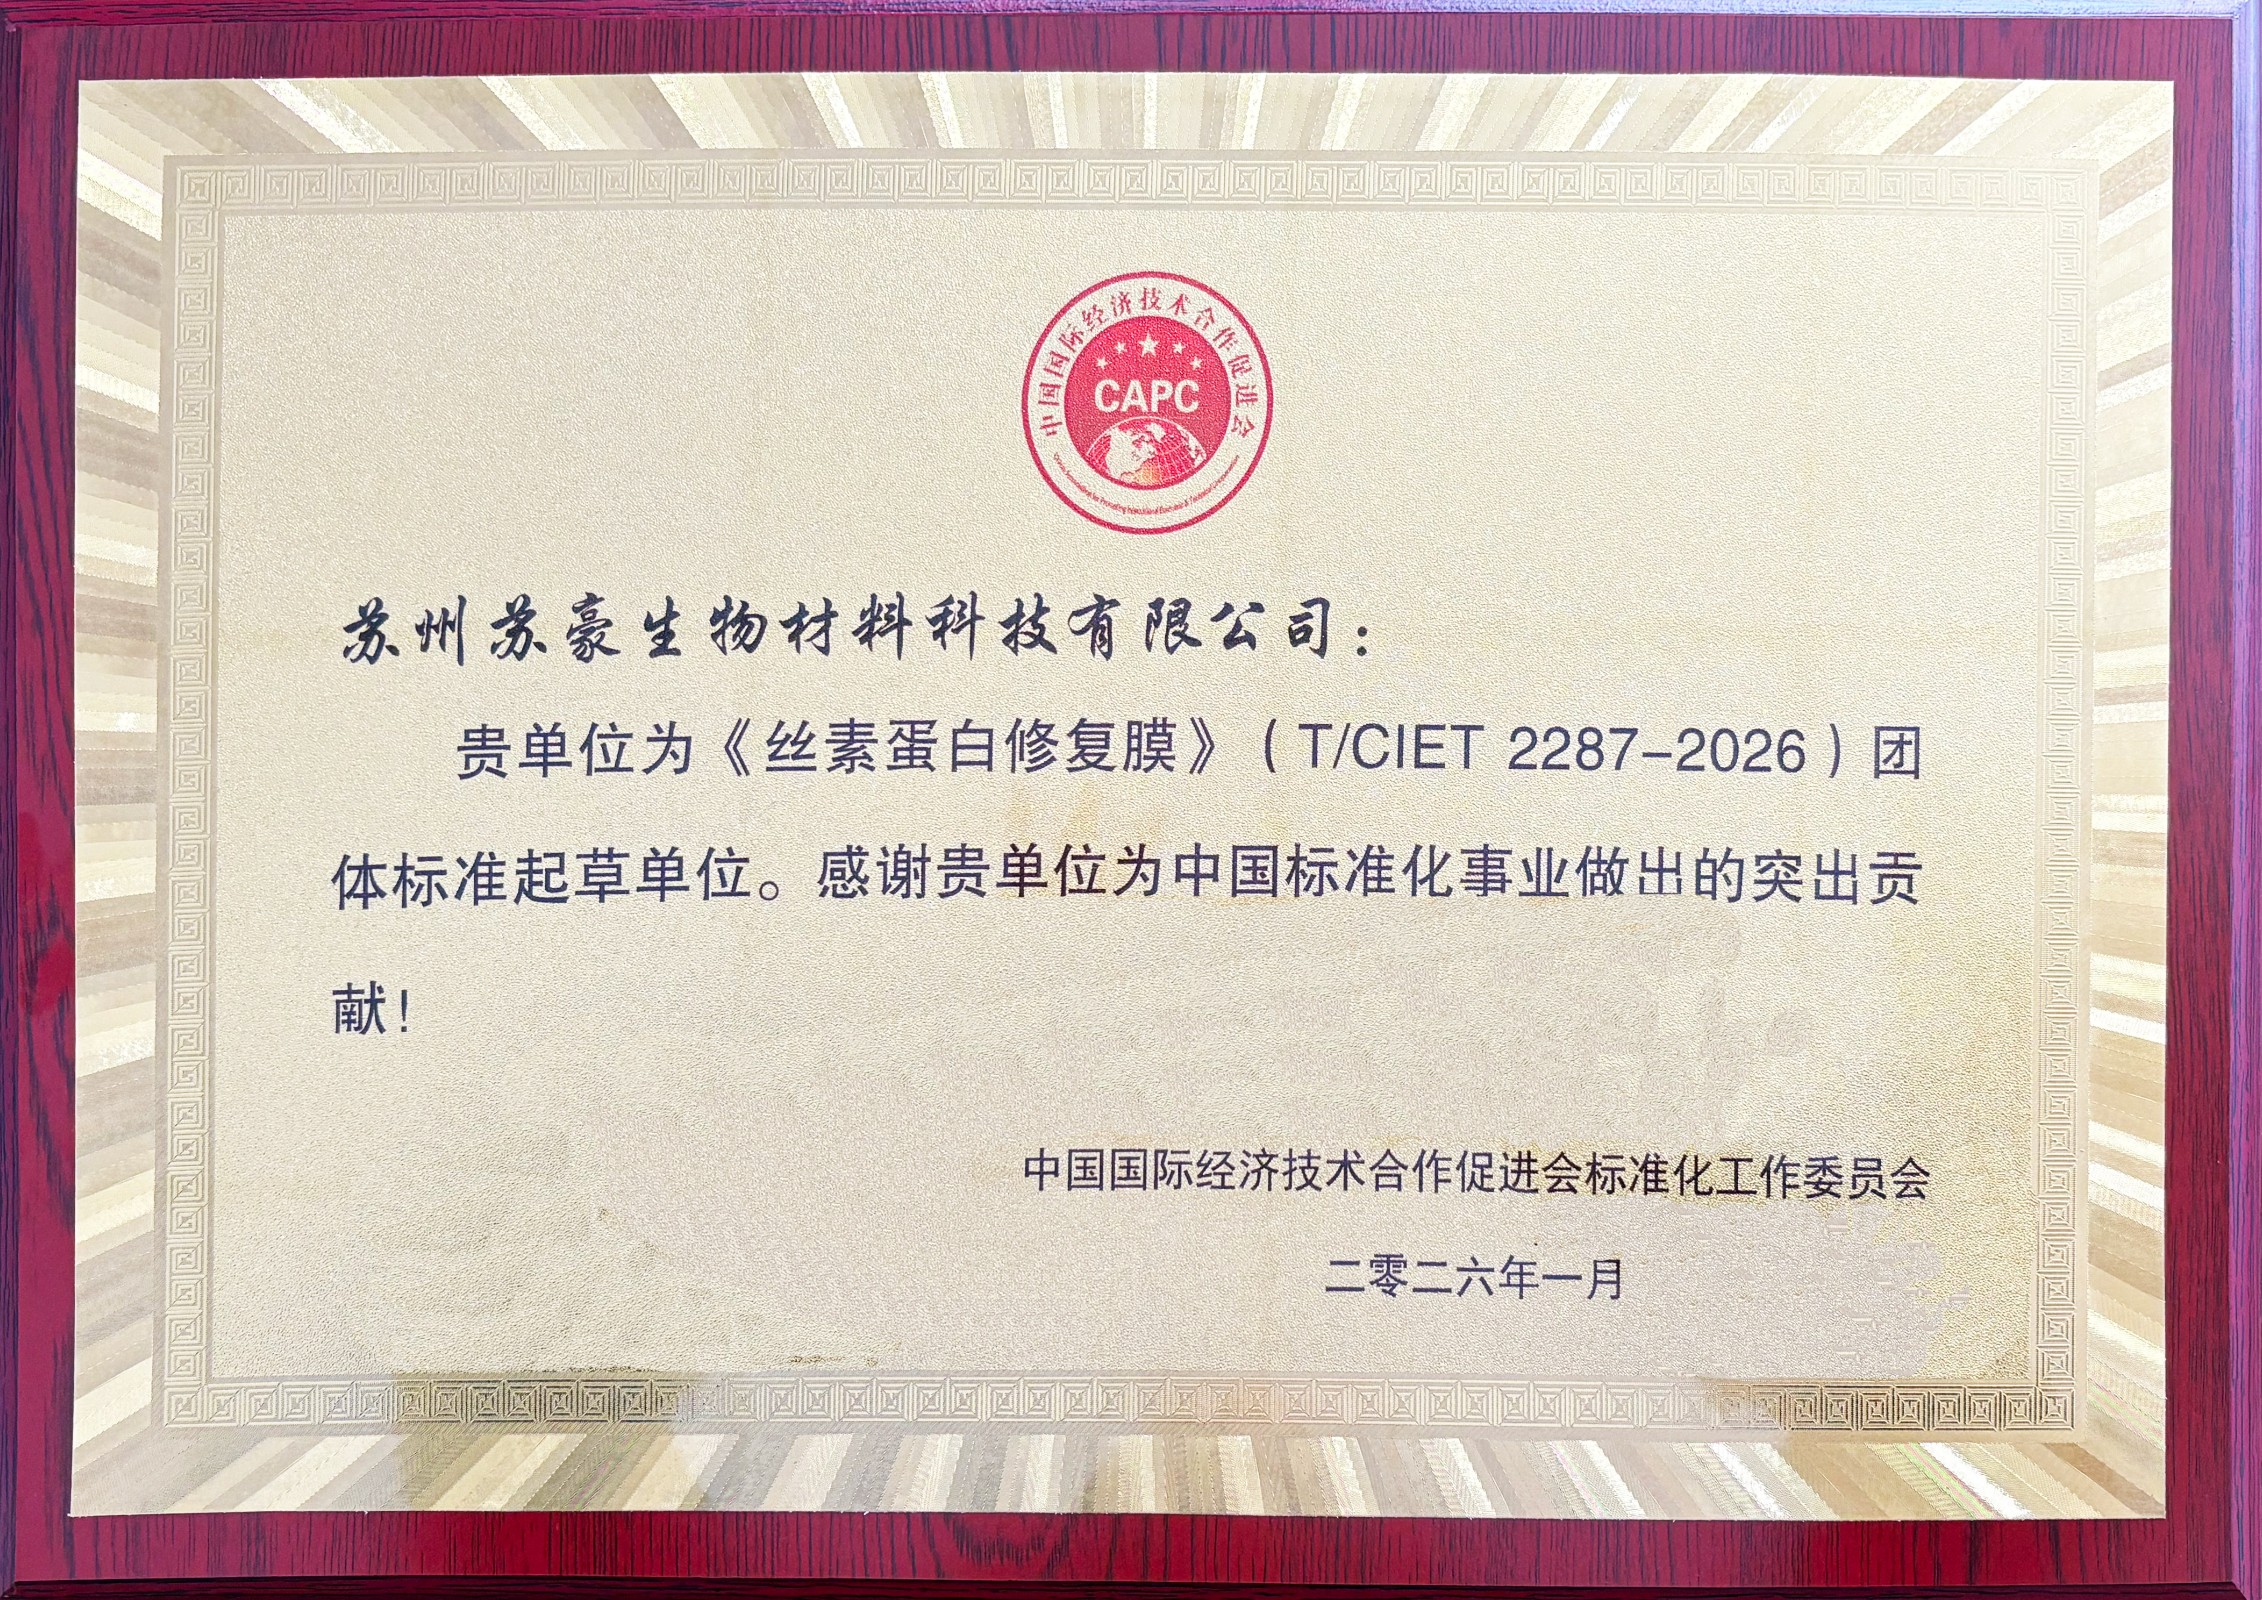 中国国际经济技术合作促进会
CAPC
苏州苏豪生物材料科技有限公司：
贵单位为《丝素蛋白修复膜》（T/CIET 2287-2026）团
体标准起草单位。感谢贵单位为中国标准化事业做出的突出贡
献！
中国国际经济技术合作促进会标准化工作委员会
二零二六年一月